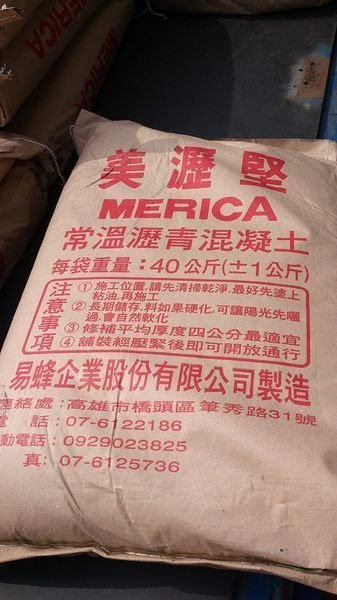 MERICA
MERICA
美瀝堅
MERICA
常溫瀝青混凝土
每袋重量：40公斤(±1公斤)
注意事項
①施工位置,請先清掃乾淨,最好先塗上
粘油,再施工
②長期儲存,料如果硬化,可讓陽光先曬
過,會自然軟化
③修補平均厚度四公分最適宜
④舖裝經壓緊後即可開放通行
易蜂企業股份有限公司製造
連絡處：高雄市橋頭區筆秀路31號
電話：07-6122186
動電話：0929023825
真：07-6125736